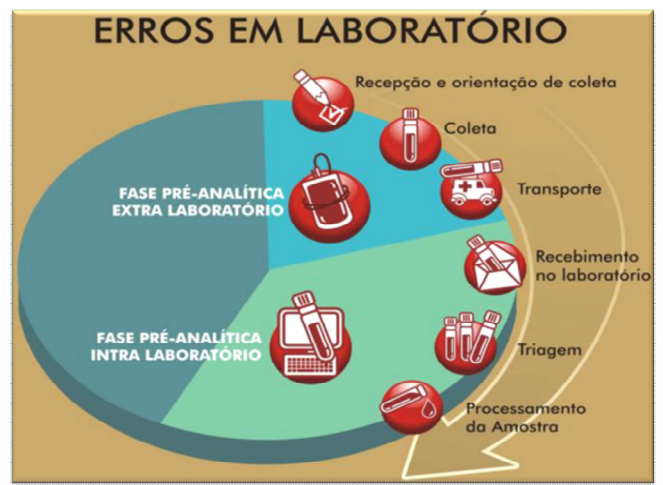 ERROS EM LABORATÓRIO
Recepção e orientação de coleta
Coleta
Transporte
FASE PRÉ-ANALÍTICA
EXTRA LABORATÓRIO
Recebimento
no laboratório
FASE PRÉ-ANALÍTICA
INTRA LABORATÓRIO
Triagem
Processamento
da Amostra